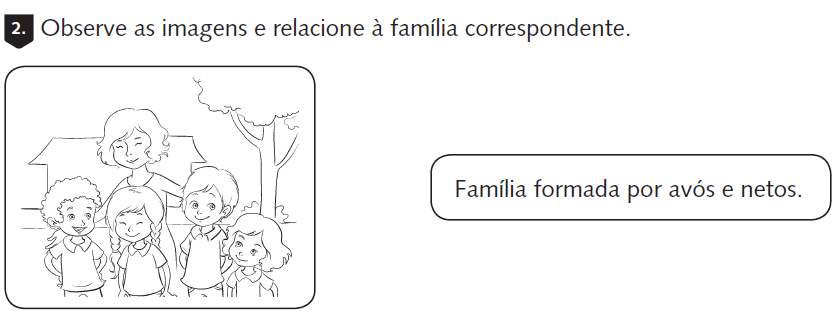 2. Observe as imagens e relacione à família correspondente.
Família formada por avós e netos.